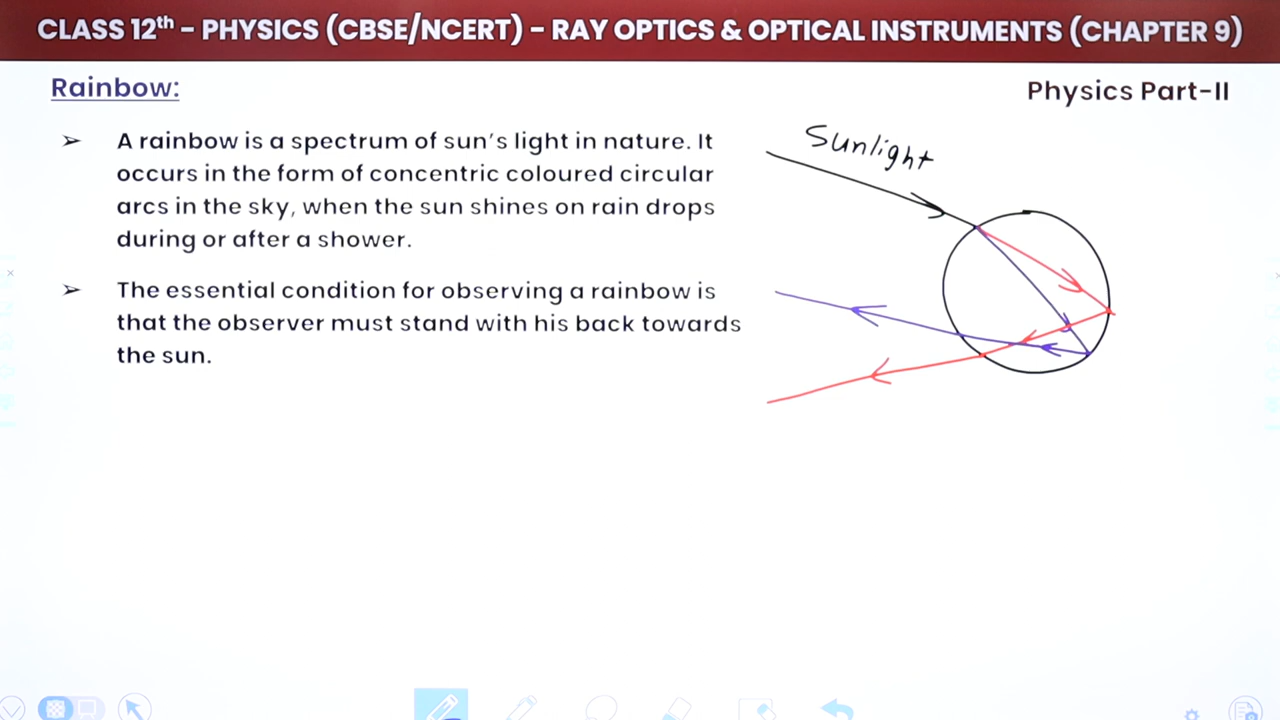 CLASS 12th – PHYSICS (CBSE/NCERT) – RAY OPTICS & OPTICAL INSTRUMENTS (CHAPTER 9)
Rainbow:
Physics Part-II
➢ A rainbow is a spectrum of sun's light in nature. It
occurs in the form of concentric coloured circular
arcs in the sky, when the sun shines on rain drops
during or after a shower.
➢ The essential condition for observing a rainbow is
that the observer must stand with his back towards
the sun.
Sunlight